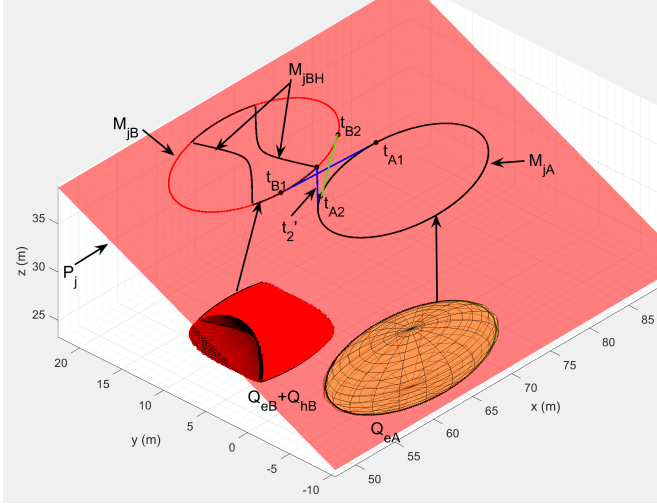 M_jBH
M_jB
t_B2
t_A1
M_jA
t_B1
t_A2
t_2'
P_j
Q_eB+Q_hB
Q_eA
z (m)
35
30
25
y (m)
20
15
10
5
0
-5
-10
x (m)
50
55
60
65
70
75
80
85